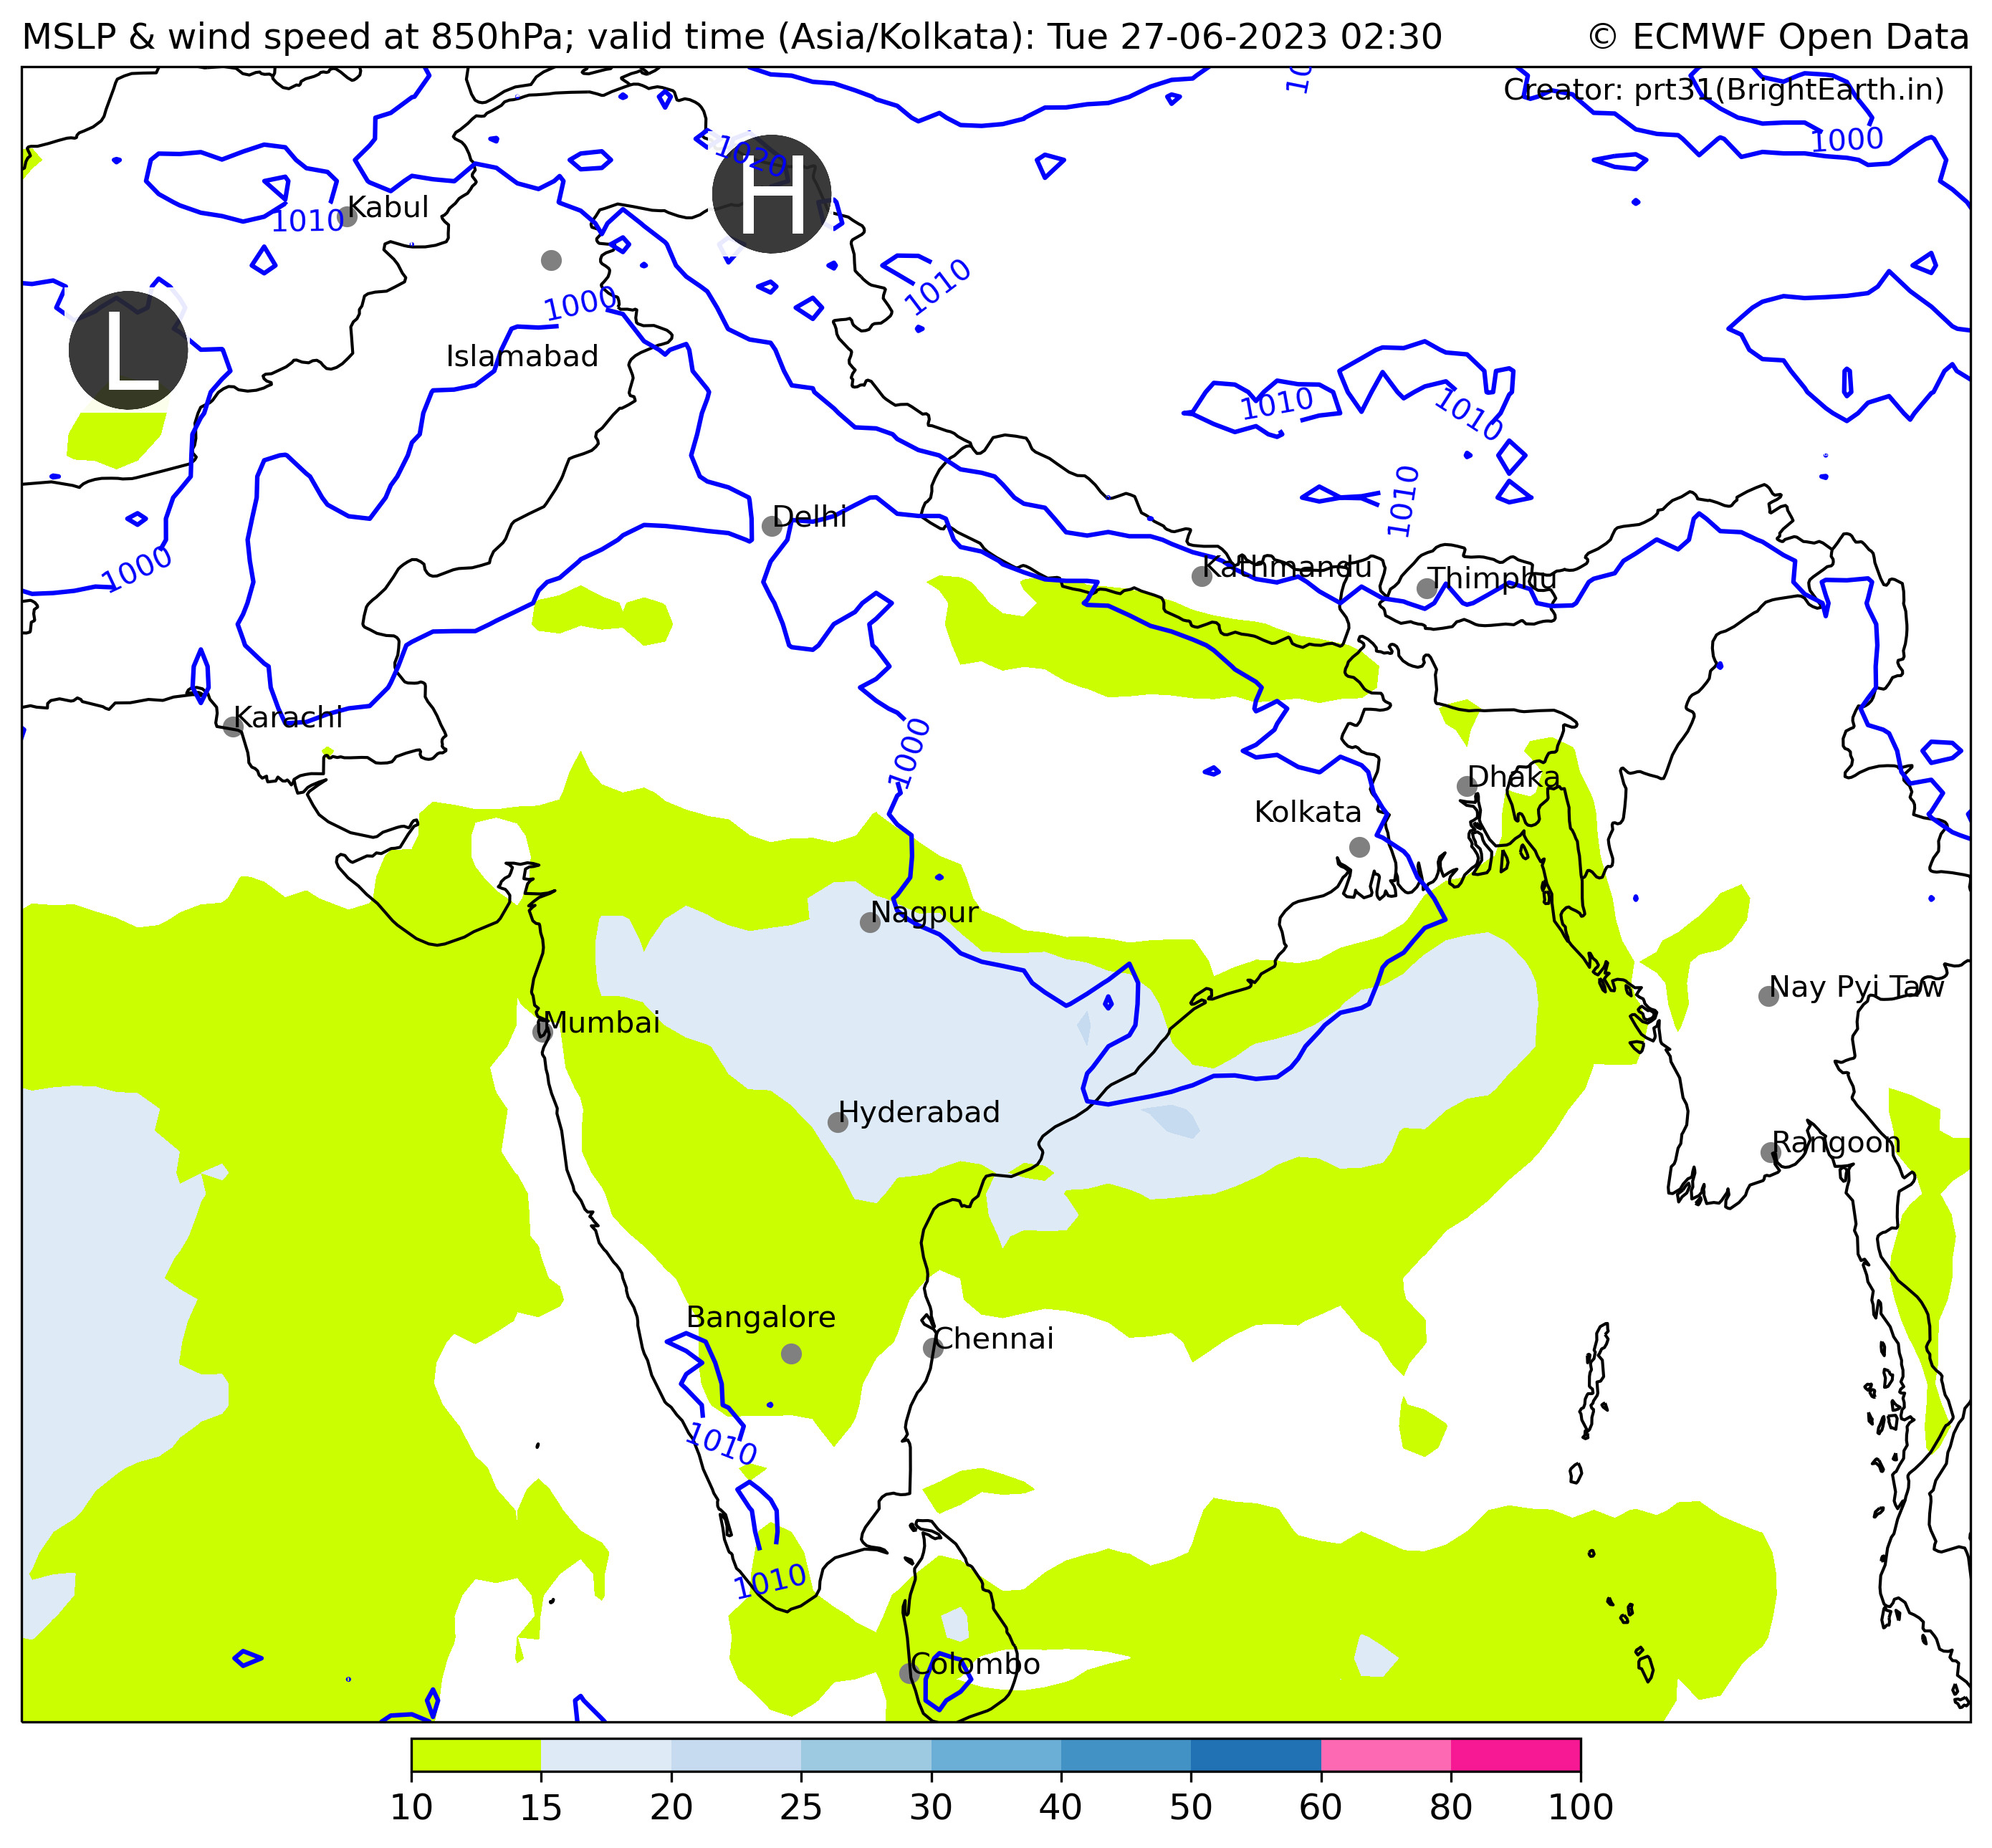 MSLP & wind speed at 850hPa; valid time (Asia/Kolkata): Tue 27-06-2023 02:30
© ECMWF Open Data
Creator: prt31(BrightEarth.in)
10
1000
1020
H
1010
Kabul
1010
1000
L
Islamabad
1010
1010
1010
Delhi
1000
Kathmandu
Thimphu
Karachi
1000
Dhaka
Kolkata
Nagpur
Nay Pyi Taw
Mumbai
Hyderabad
Rangoon
Bangalore
Chennai
1010
1010
Colombo
10 15 20 25 30 40 50 60 80 100